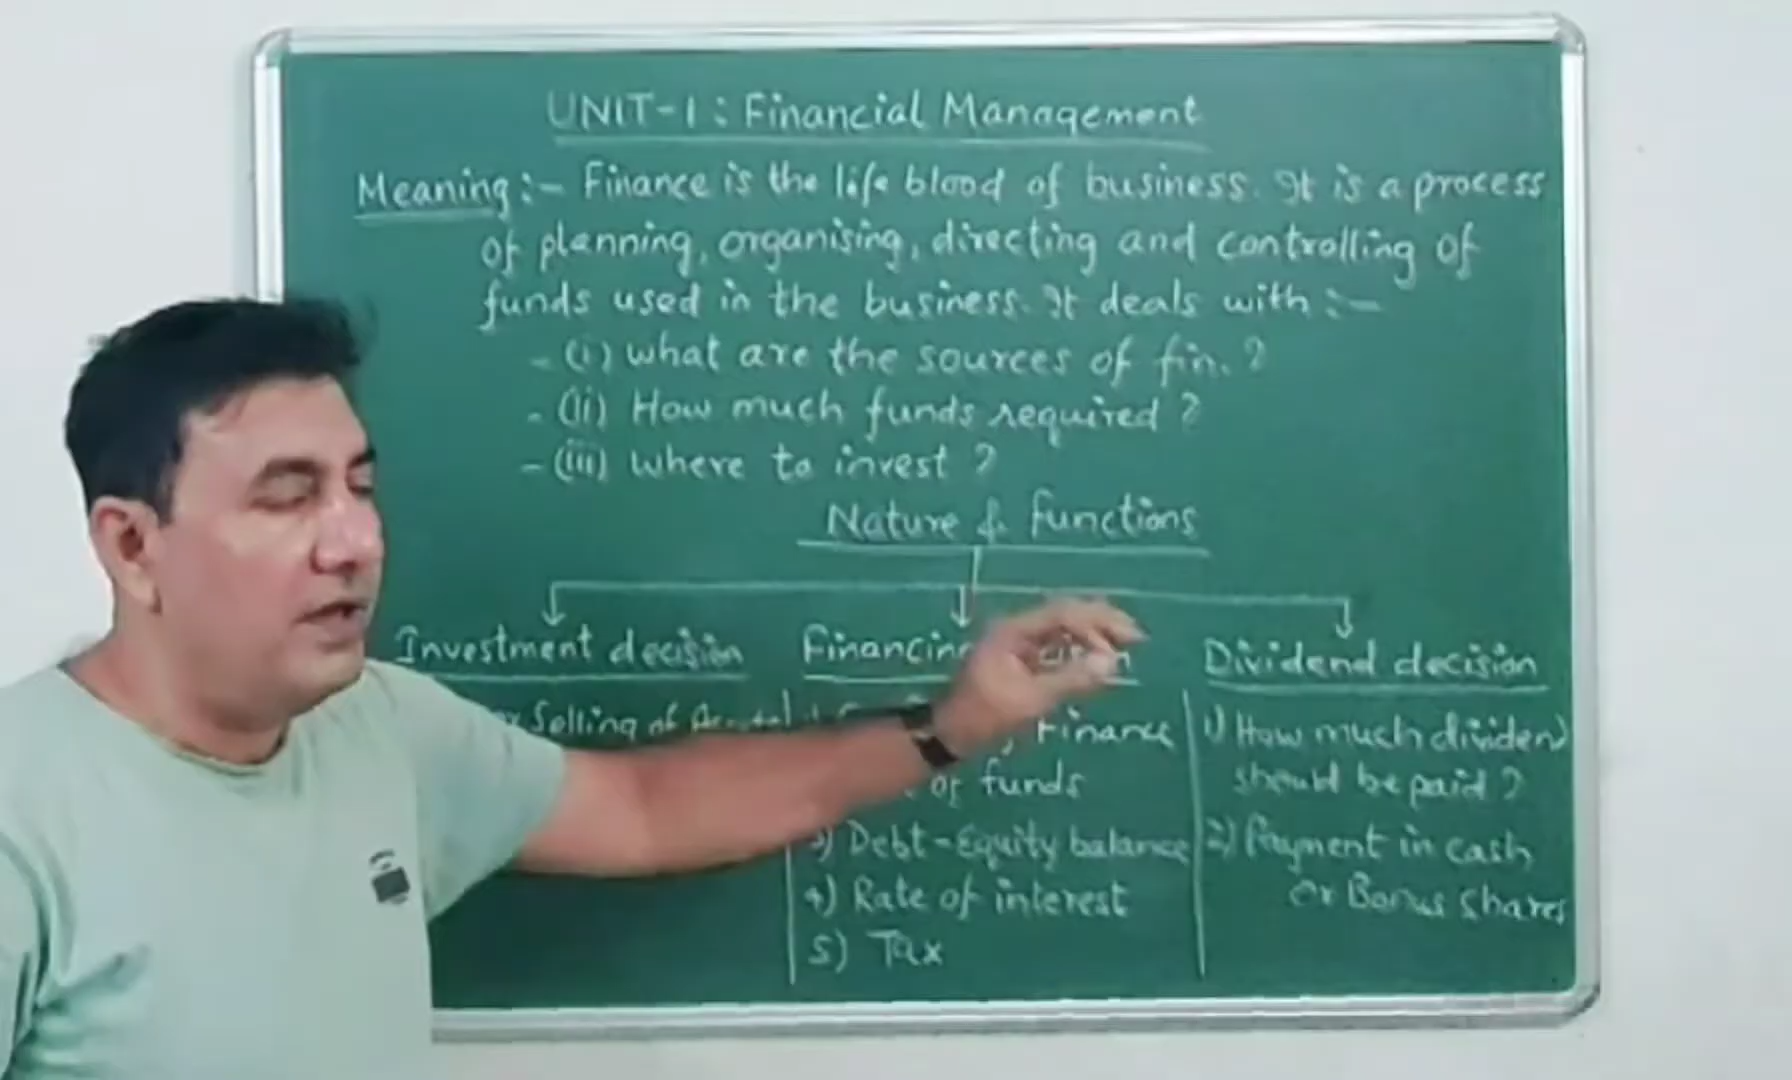 UNIT-1 : Financial Management
Meaning :- Finance is the life blood of business. It is a process
of planning, organising, directing and controlling of
funds used in the business. It deals with :-
- (i) what are the sources of fin. ?
- (ii) How much funds required ?
- (iii) where to invest ?
Nature & functions
Investment decision
Selling of
Financing
Finance
of funds
Debt-Equity balance
4) Rate of interest
5) Tax
Dividend decision
1) How much dividend
should be paid ?
2) Payment in cash
or Bonus shares